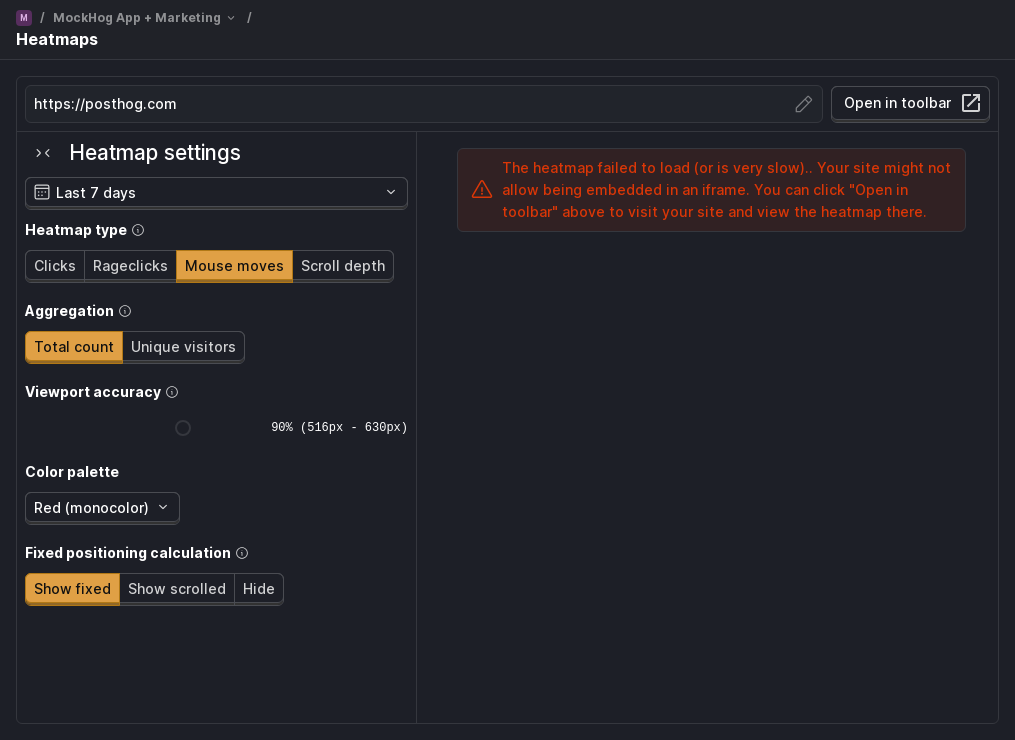 M / MockHog App + Marketing /
Heatmaps
https://posthog.com
Open in toolbar
Heatmap settings
Last 7 days
Heatmap type
Clicks Rageclicks Mouse moves Scroll depth
Aggregation
Total count Unique visitors
Viewport accuracy
90% (516px - 630px)
Color palette
Red (monocolor)
Fixed positioning calculation
Show fixed Show scrolled Hide
The heatmap failed to load (or is very slow).. Your site might not
allow being embedded in an iframe. You can click "Open in
toolbar" above to visit your site and view the heatmap there.